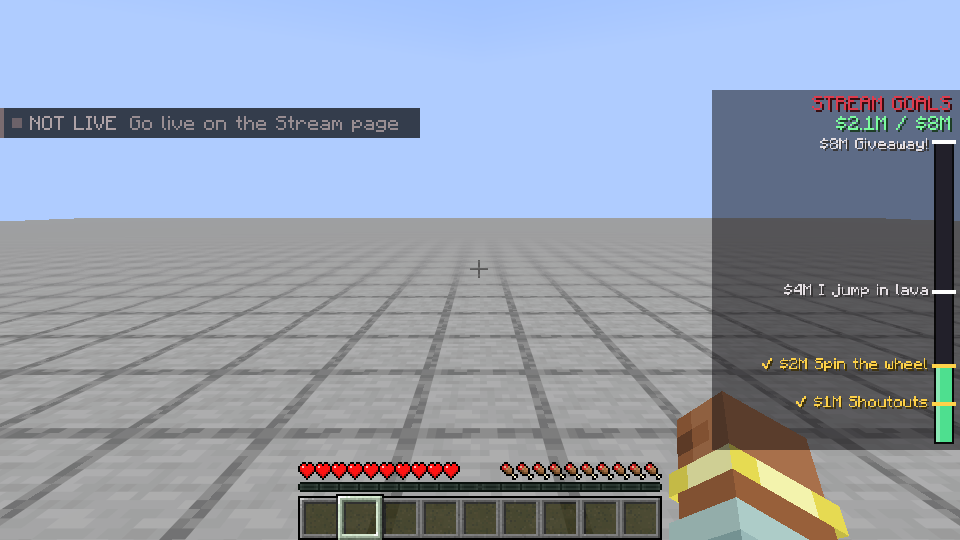 NOT LIVE Go live on the Stream page
STREAM GOALS
$2.1M / $8M
$8M Giveaway!
$4M I jump in lava
✓ $2M Spin the wheel
✓ $1M Shoutouts